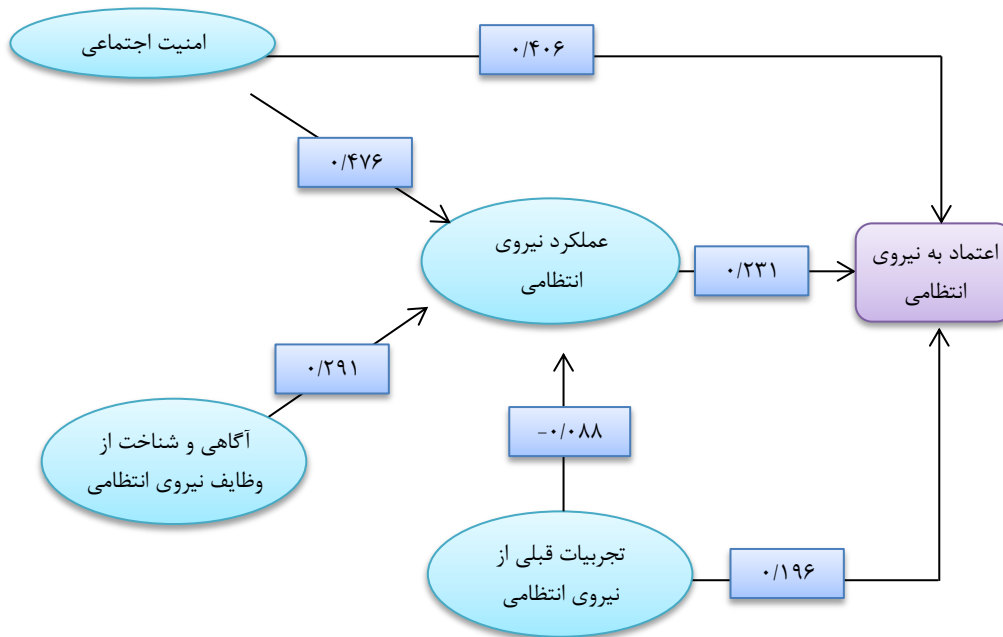 امنیت اجتماعی
۰/۴۰۶
۰/۴۷۶
عملکرد نیروی
انتظامی
۰/۲۳۱
اعتماد به نیروی
انتظامی
۰/۲۹۱
آگاهی و شناخت از
وظایف نیروی انتظامی
-۰/۰۸۸
تجربیات قبلی از
نیروی انتظامی
۰/۱۹۶